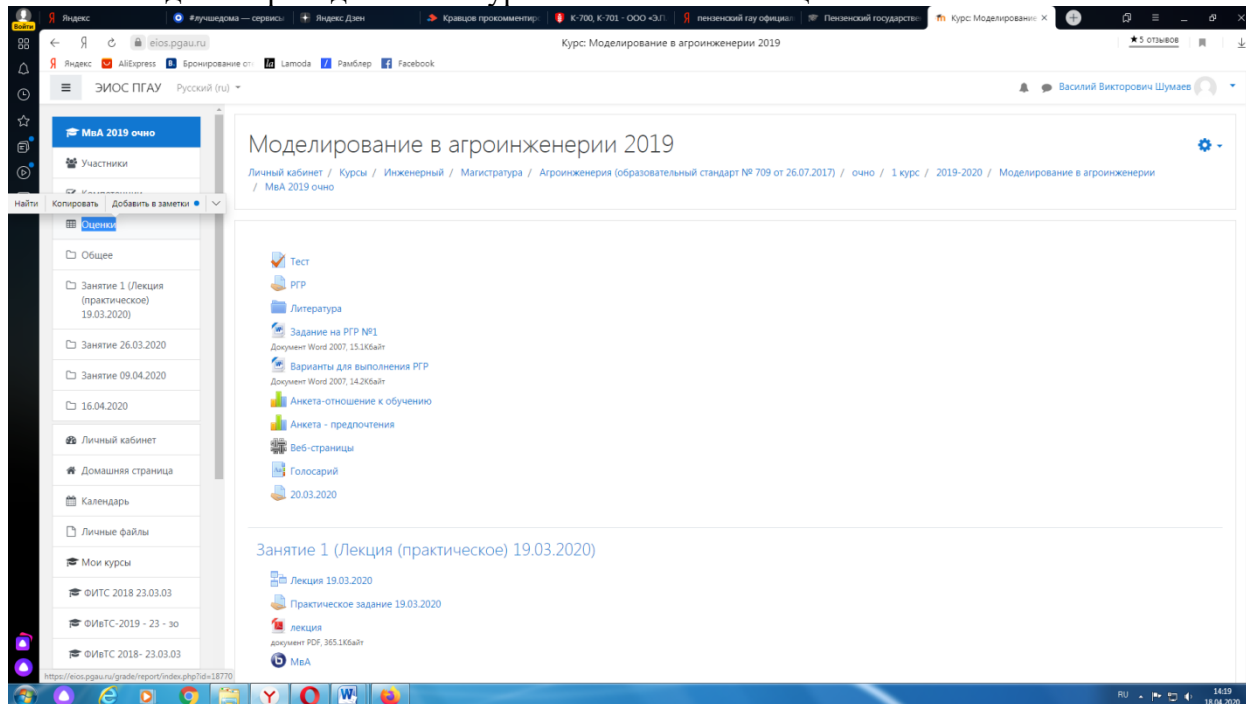 Войти
Яндекс
#лучшедома — сервисы
Яндекс.Дзен
Кравцов прокомментир
К-700, К-701 - ООО «Э.П.
пензенский гау официал
Пензенский государстве
Курс: Моделирование
eios.pgau.ru
Курс: Моделирование в агроинженерии 2019
★5 отзывов
Яндекс
AliExpress
Бронирование от
Lamoda
Рамблер
Facebook
ЭИОС ПГАУ
Русский (ru)
Василий Викторович Шумаев
МвА 2019 очно
Участники
Компетенции
Найти
Копировать
Добавить в заметки
Оценки
Общее
Занятие 1 (Лекция
(практическое)
19.03.2020)
Занятие 26.03.2020
Занятие 09.04.2020
16.04.2020
Личный кабинет
Домашняя страница
Календарь
Личные файлы
Мои курсы
ФИТС 2018 23.03.03
ФИвТС-2019 - 23 - зо
ФИвТС 2018- 23.03.03
Моделирование в агроинженерии 2019
Личный кабинет / Курсы / Инженерный / Магистратура / Агроинженерия (образовательный стандарт № 709 от 26.07.2017) / очно / 1 курс / 2019-2020 / Моделирование в агроинженерии
/ МвА 2019 очно
Тест
РГР
Литература
Задание на РГР №1
Документ Word 2007, 15.1Кбайт
Варианты для выполнения РГР
Документ Word 2007, 14.2Кбайт
Анкета-отношение к обучению
Анкета - предпочтения
Веб-страницы
Голосарий
20.03.2020
Занятие 1 (Лекция (практическое) 19.03.2020)
Лекция 19.03.2020
Практическое задание 19.03.2020
лекция
документ PDF, 365.1Кбайт
МвА
https://eios.pgau.ru/grade/report/index.php?id=18770
RU
14:19
18.04.2020